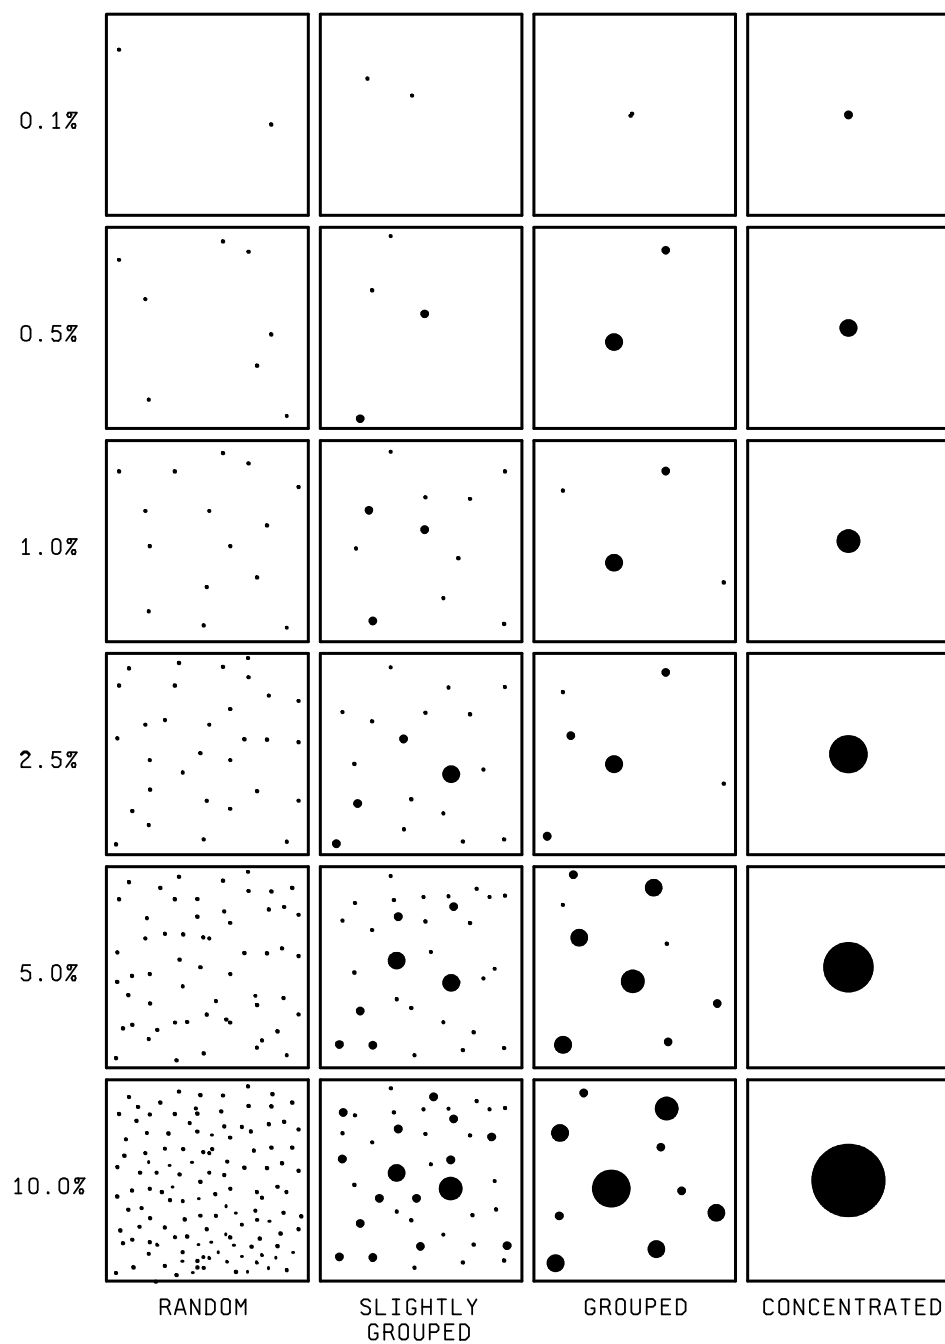 0.1%
0.5%
1.0%
2.5%
5.0%
10.0%
RANDOM
SLIGHTLY
GROUPED
GROUPED
CONCENTRATED